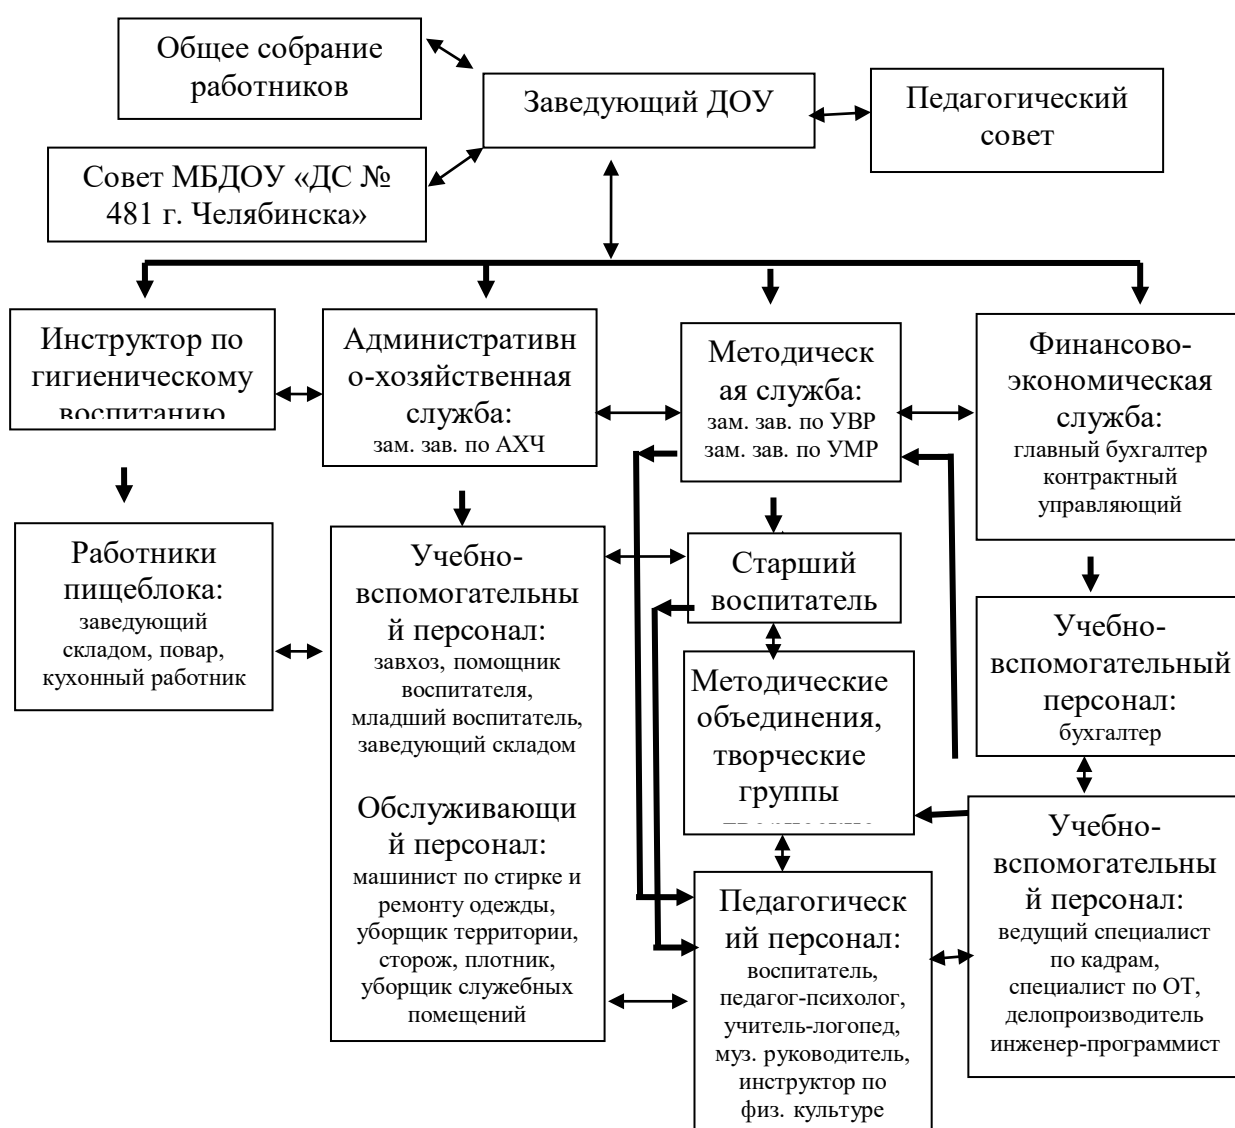 Общее собрание
работников
Заведующий ДОУ
Педагогический
совет
Совет МБДОУ «ДС №
481 г. Челябинска»
Инструктор по
гигиеническому
воспитанию
Административн
о-хозяйственная
служба:
зам. зав. по АХЧ
Методическ
ая служба:
зам. зав. по УВР
зам. зав. по УМР
Финансово-
экономическая
служба:
главный бухгалтер
контрактный
управляющий
Работники
пищеблока:
заведующий
складом, повар,
кухонный работник
Учебно-
вспомогательны
й персонал:
завхоз, помощник
воспитателя,
младший воспитатель,
заведующий складом
Обслуживающи
й персонал:
машинист по стирке и
ремонту одежды,
уборщик территории,
сторож, плотник,
уборщик служебных
помещений
Старший
воспитатель
Методические
объединения,
творческие
группы
Педагогическ
ий персонал:
воспитатель,
педагог-психолог,
учитель-логопед,
муз. руководитель,
инструктор по
физ. культуре
Учебно-
вспомогательный
персонал:
бухгалтер
Учебно-
вспомогательны
й персонал:
ведущий специалист
по кадрам,
специалист по ОТ,
делопроизводитель
инженер-программист